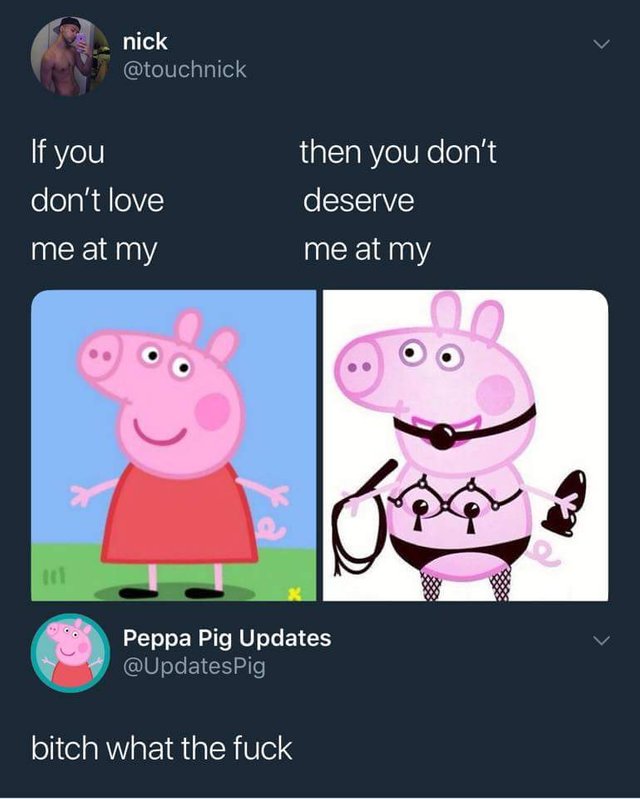 nick
@touchnick
If you
don't love
me at my
then you don't
deserve
me at my
Peppa Pig Updates
@UpdatesPig
bitch what the fuck